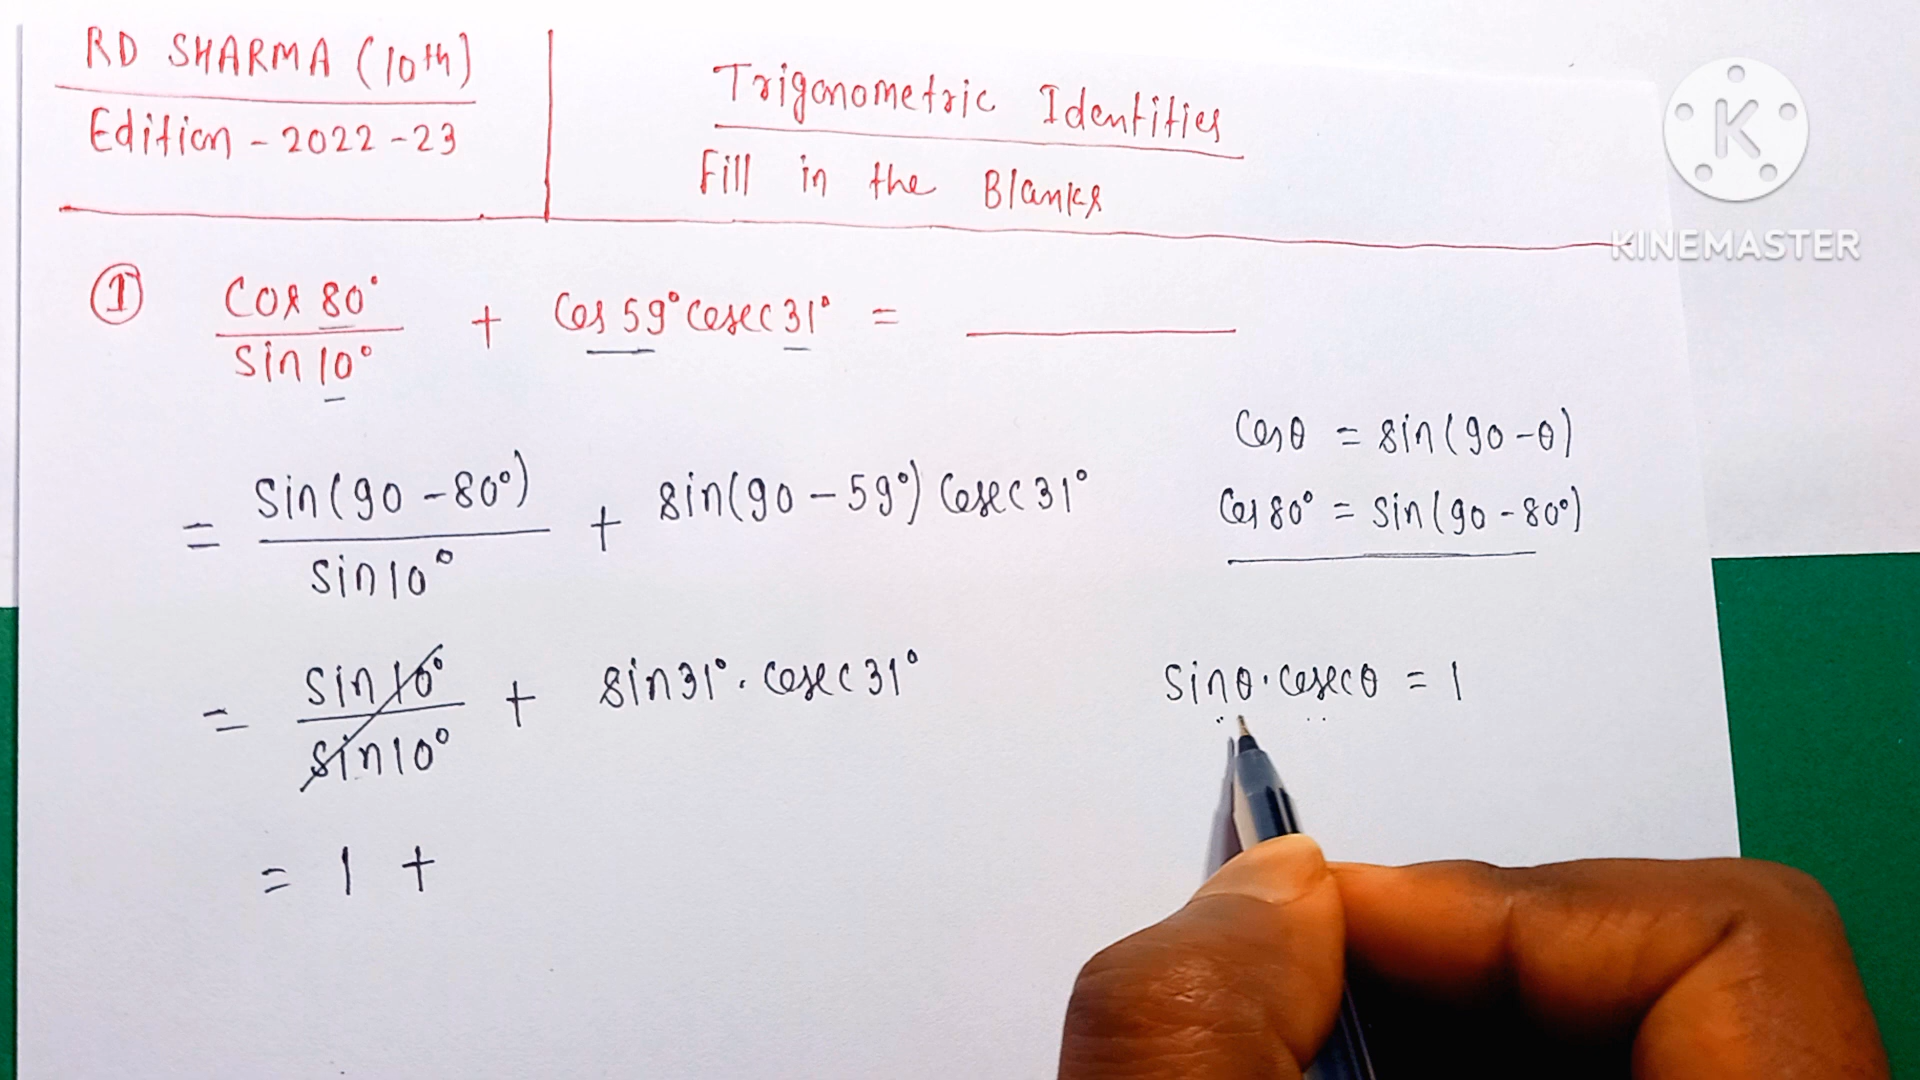 RD SHARMA (10th)
Edition - 2022-23
Trigonometric Identities
Fill in the Blanks
K
KINEMASTER
① cos 80° / sin 10° + cos 59° cosec 31° = ______
cosθ = sin(90-θ)
cos 80° = sin(90-80°)
= sin(90-80°) / sin 10° + sin(90-59°) cosec 31°
= sin 10° / sin 10° + sin 31° . cosec 31°
sinθ . cosecθ = 1
= 1 +